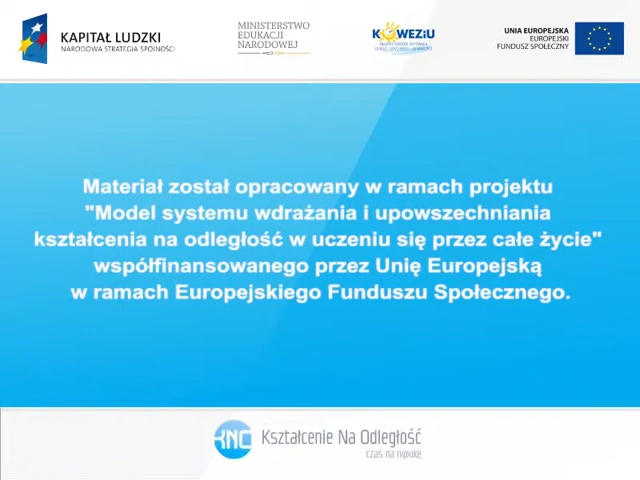 KAPITAŁ LUDZKI
NARODOWA STRATEGIA SPÓJNOŚCI
MINISTERSTWO
EDUKACJI
NARODOWEJ
KOWEZiU
UNIA EUROPEJSKA
EUROPEJSKI
FUNDUSZ SPOŁECZNY
Materiał został opracowany w ramach projektu
"Model systemu wdrażania i upowszechniania
kształcenia na odległość w uczeniu się przez całe życie"
współfinansowanego przez Unię Europejską
w ramach Europejskiego Funduszu Społecznego.
KNO Kształcenie Na Odległość
czas na n@ukę